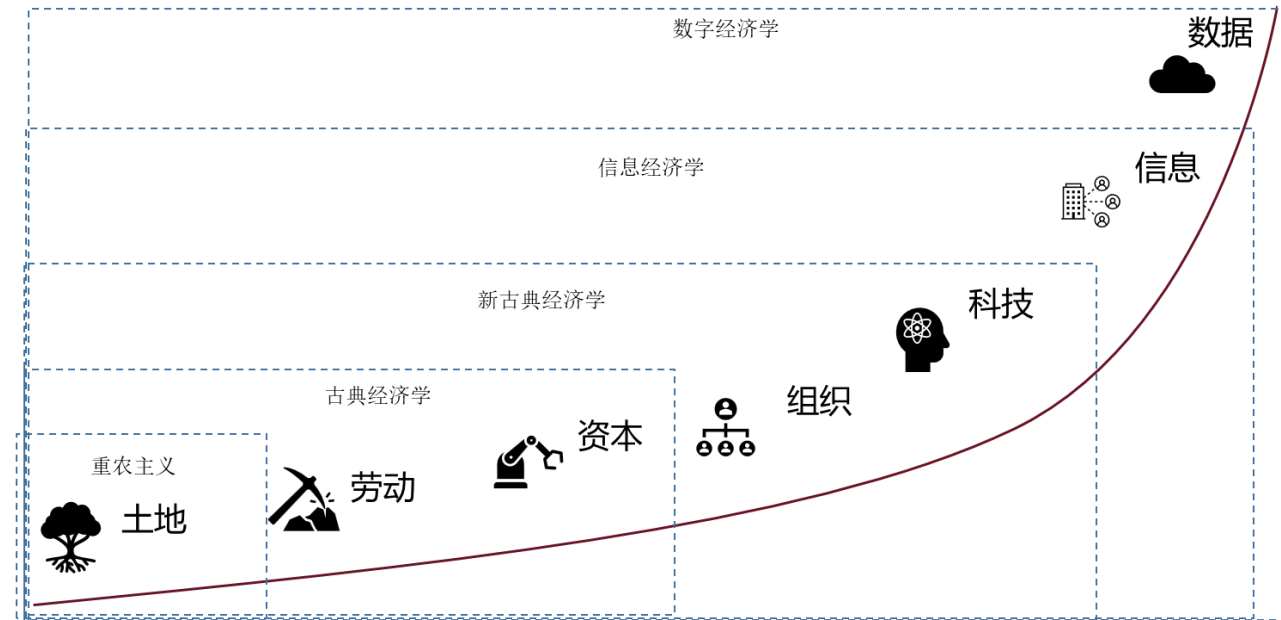 数字经济学
数据
信息经济学
信息
新古典经济学
科技
古典经济学
组织
资本
重农主义
劳动
土地